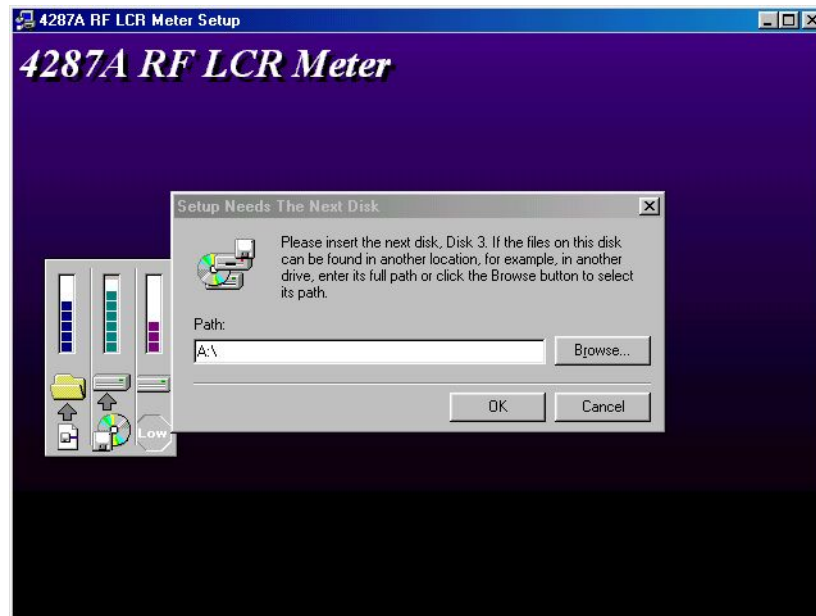 4287A RF LCR Meter Setup
4287A RF LCR Meter
Setup Needs The Next Disk
Please insert the next disk, Disk 3. If the files on this disk
can be found in another location, for example, in another
drive, enter its full path or click the Browse button to select
its path.
Path:
A:\
Browse...
OK
Cancel
Low